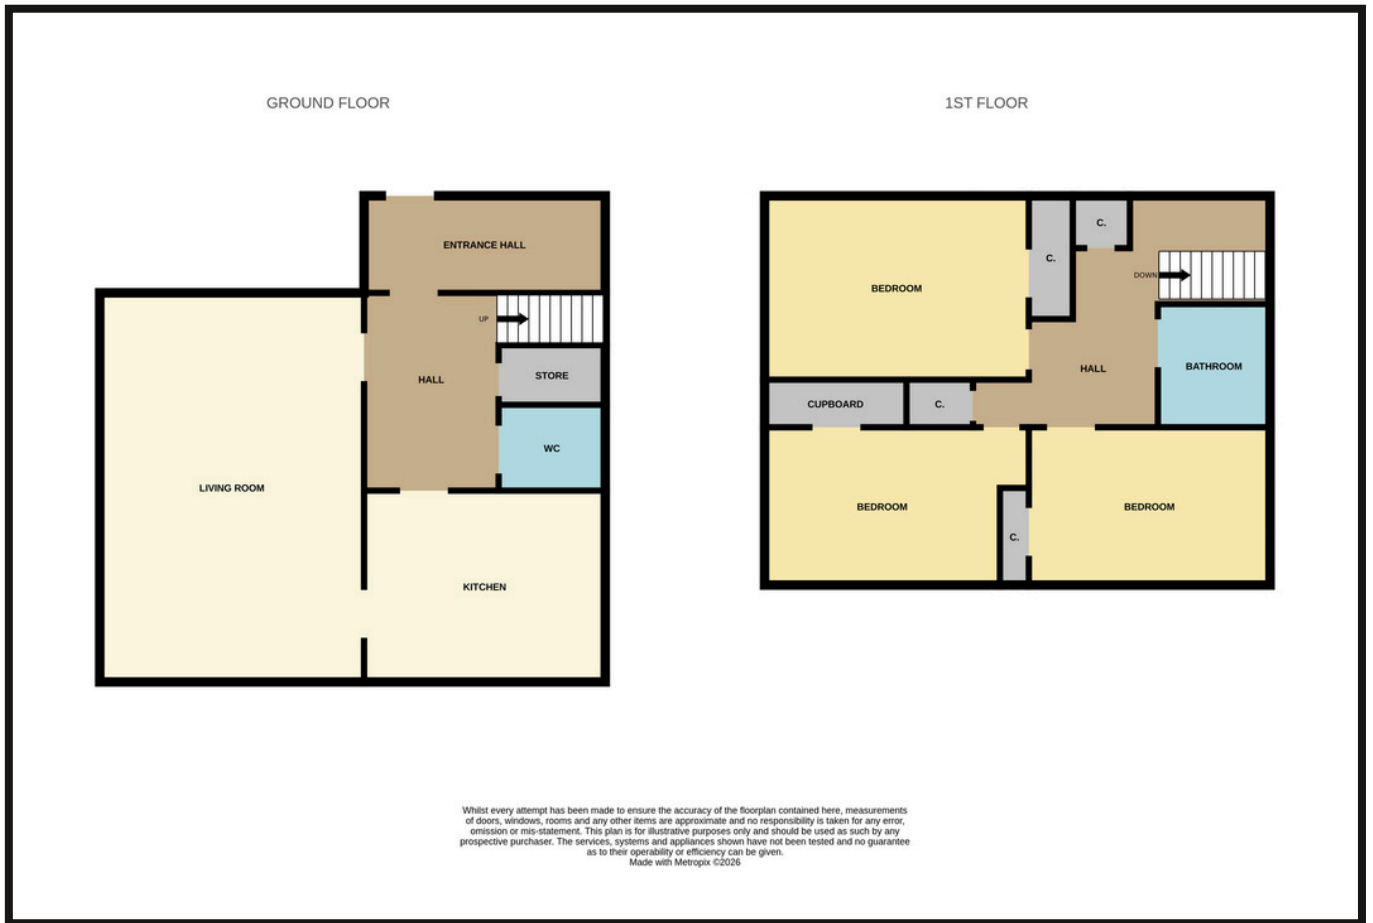 GROUND FLOOR
ENTRANCE HALL
UP
STORE
HALL
WC
LIVING ROOM
KITCHEN
1ST FLOOR
C.
C.
DOWN
BEDROOM
BATHROOM
HALL
CUPBOARD
C.
BEDROOM
BEDROOM
C.
Whilst every attempt has been made to ensure the accuracy of the floorplan contained here, measurements
of doors, windows, rooms and any other items are approximate and no responsibility is taken for any error,
omission or mis-statement. This plan is for illustrative purposes only and should be used as such by any
prospective purchaser. The services, systems and appliances shown have not been tested and no guarantee
as to their operability or efficiency can be given.
Made with Metropix ©2026